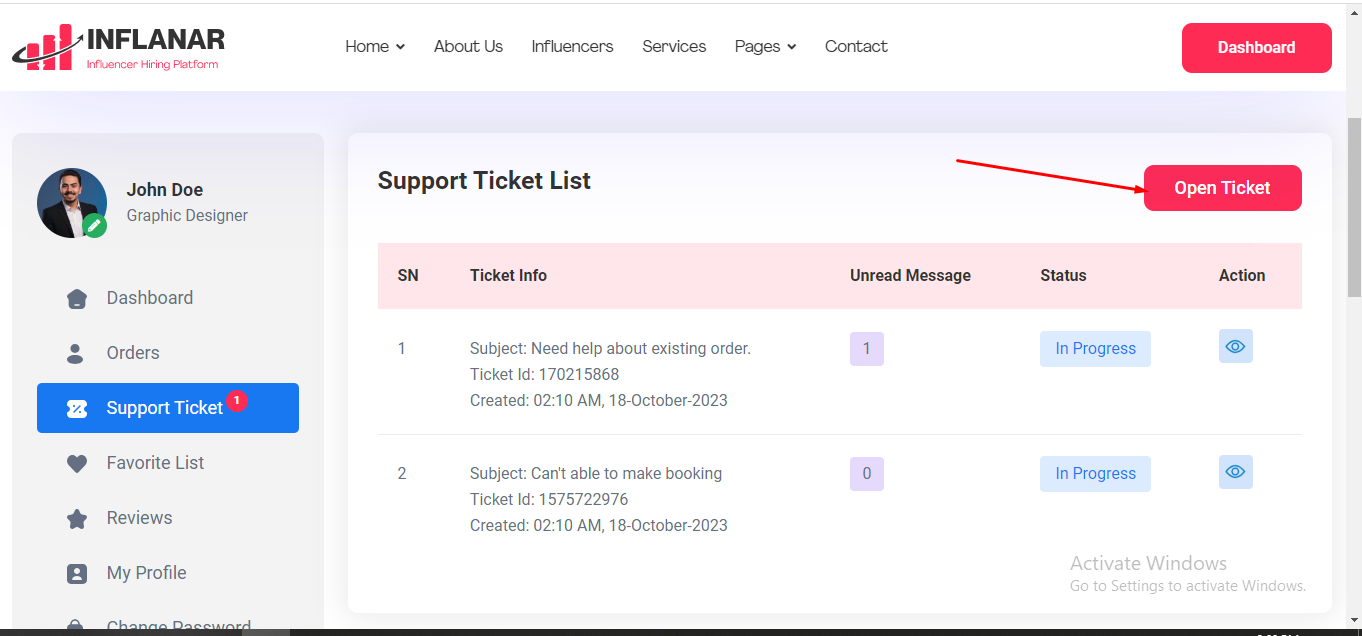 INFLANAR
Influencer Hiring Platform
Home About Us Influencers Services Pages Contact
Dashboard
John Doe
Graphic Designer
Dashboard
Orders
Support Ticket 1
Favorite List
Reviews
My Profile
Change Password
Support Ticket List
Open Ticket
SN Ticket Info Unread Message Status Action
1 Subject: Need help about existing order. 1 In Progress
Ticket Id: 170215868
Created: 02:10 AM, 18-October-2023
2 Subject: Can't able to make booking 0 In Progress
Ticket Id: 1575722976
Created: 02:10 AM, 18-October-2023
Activate Windows
Go to Settings to activate Windows.